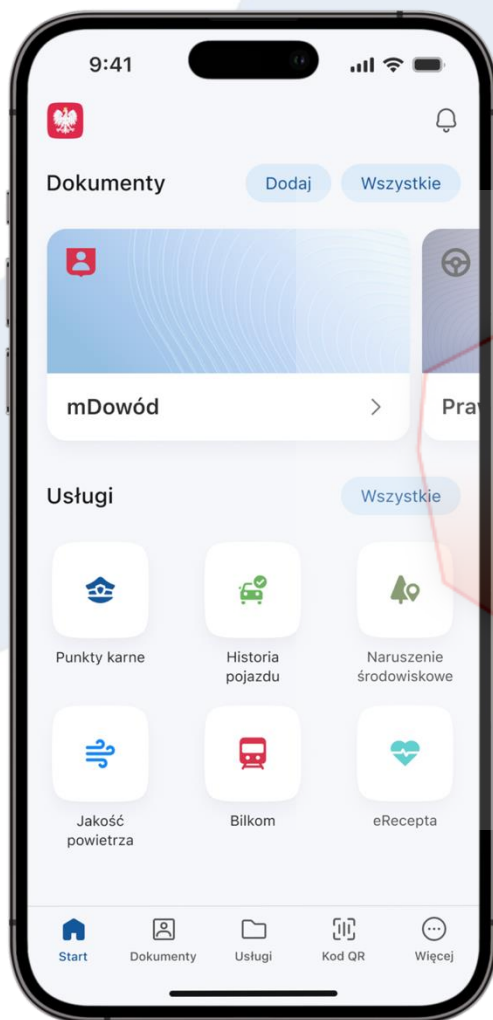 9:41
Dokumenty
Dodaj
Wszystkie
mDowód
Pra
Usługi
Wszystkie
Punkty karne
Historia
pojazdu
Naruszenie
środowiskowe
Jakość
powietrza
Bilkom
eRecepta
Start
Dokumenty
Usługi
Kod QR
Więcej